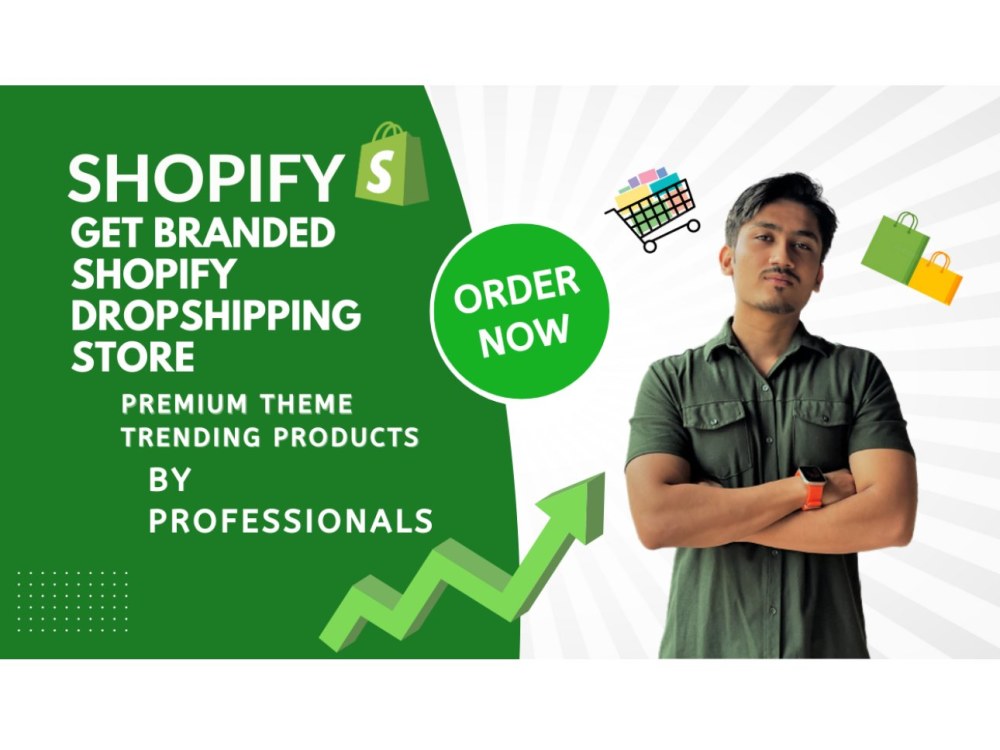 SHOPIFY
S
GET BRANDED
SHOPIFY
DROPSHIPPING
STORE
PREMIUM THEME
TRENDING PRODUCTS
BY
PROFESSIONALS
ORDER
NOW